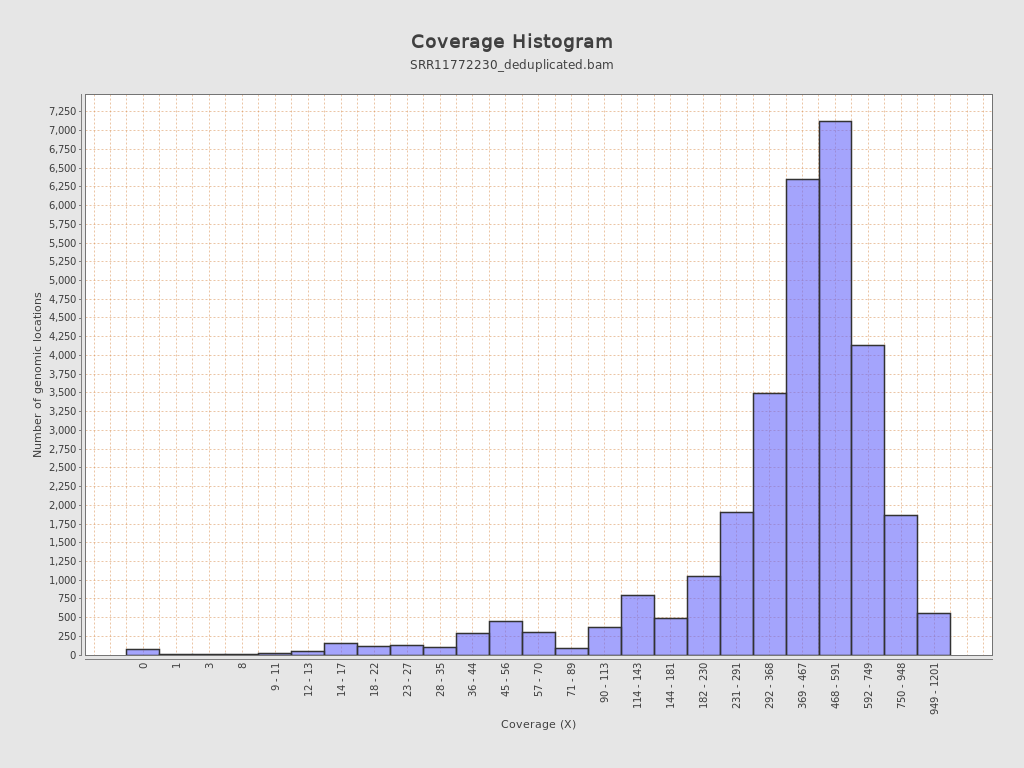 Coverage Histogram
SRR11772230_deduplicated.bam
Number of genomic locations
7,250
7,000
6,750
6,500
6,250
6,000
5,750
5,500
5,250
5,000
4,750
4,500
4,250
4,000
3,750
3,500
3,250
3,000
2,750
2,500
2,250
2,000
1,750
1,500
1,250
1,000
750
500
250
0
0
1
3
8
9 - 11
12 - 13
14 - 17
18 - 22
23 - 27
28 - 35
36 - 44
45 - 56
57 - 70
71 - 89
90 - 113
114 - 143
144 - 181
182 - 230
231 - 291
292 - 368
369 - 467
468 - 591
592 - 749
750 - 948
949 - 1201
Coverage (X)